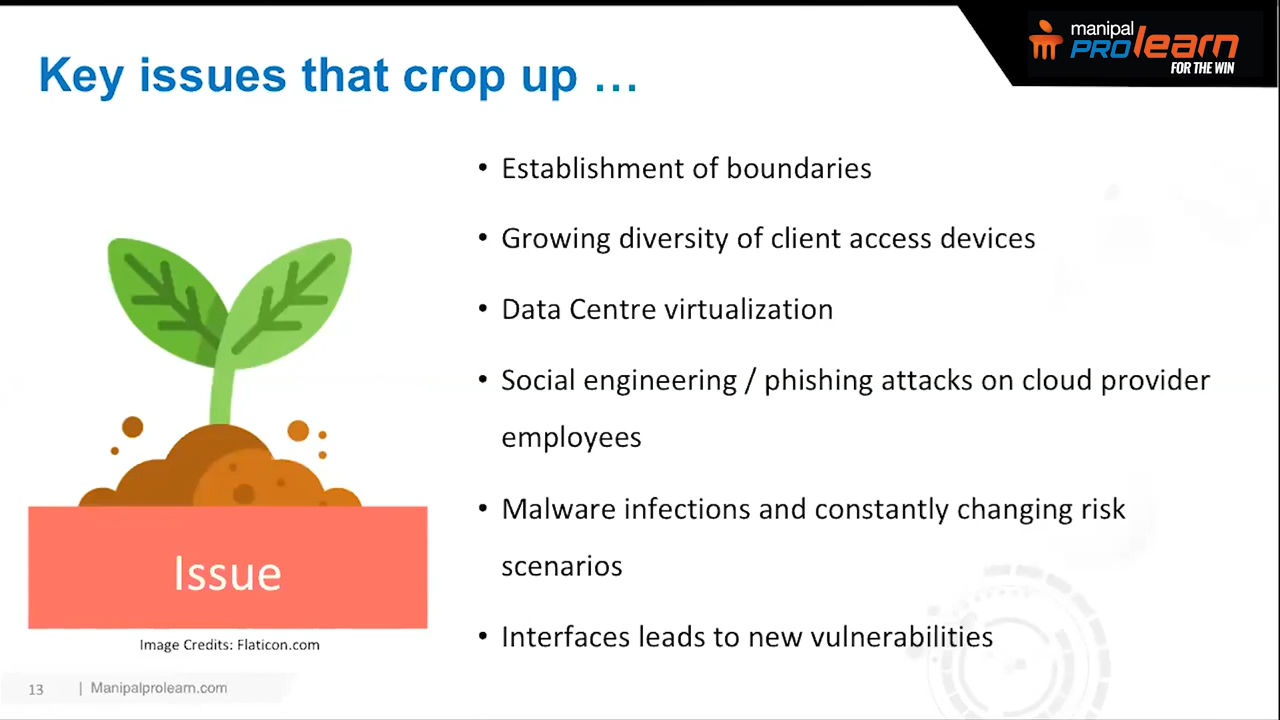 manipal
PROlearn
FOR THE WIN
Key issues that crop up ...
• Establishment of boundaries
• Growing diversity of client access devices
• Data Centre virtualization
• Social engineering / phishing attacks on cloud provider
employees
• Malware infections and constantly changing risk
scenarios
• Interfaces leads to new vulnerabilities
Issue
Image Credits: Flaticon.com
13 | Manipalprolearn.com